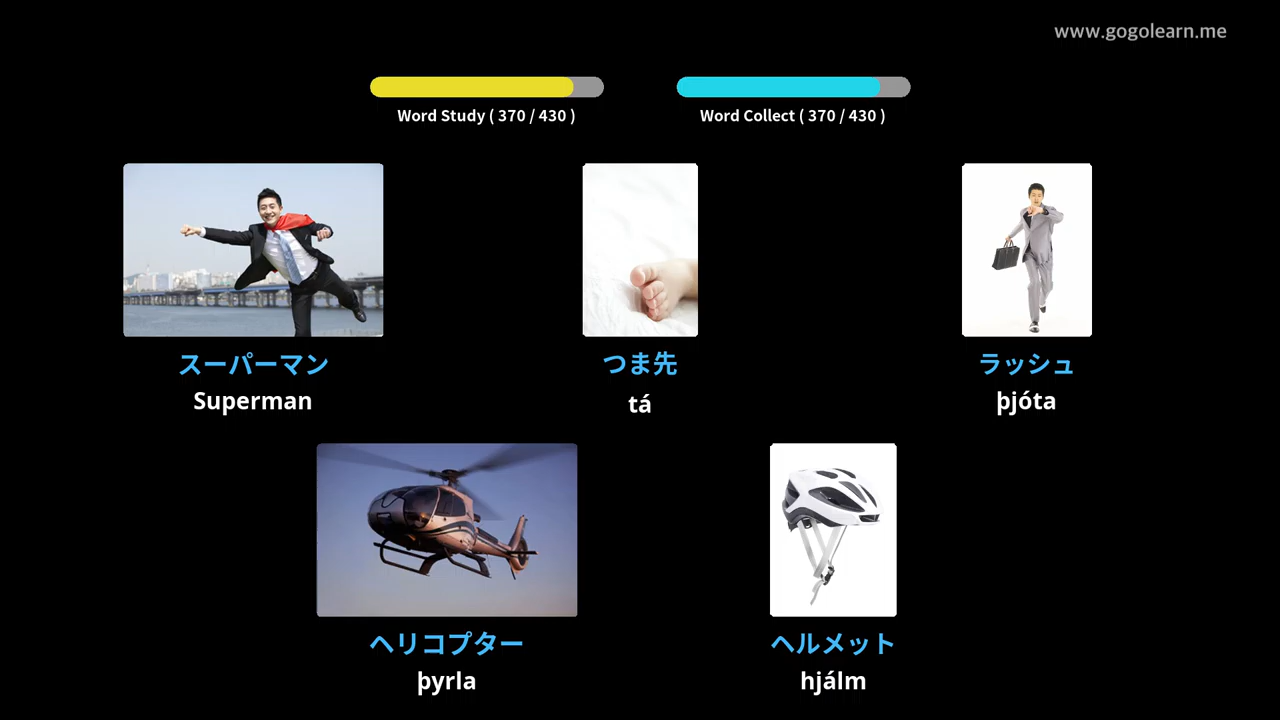 www.gogolearn.me
Word Study ( 370 / 430 )
Word Collect ( 370 / 430 )
スーパーマン
Superman
つま先
tá
ラッシュ
þjóta
ヘリコプター
þyrla
ヘルメット
hjálm